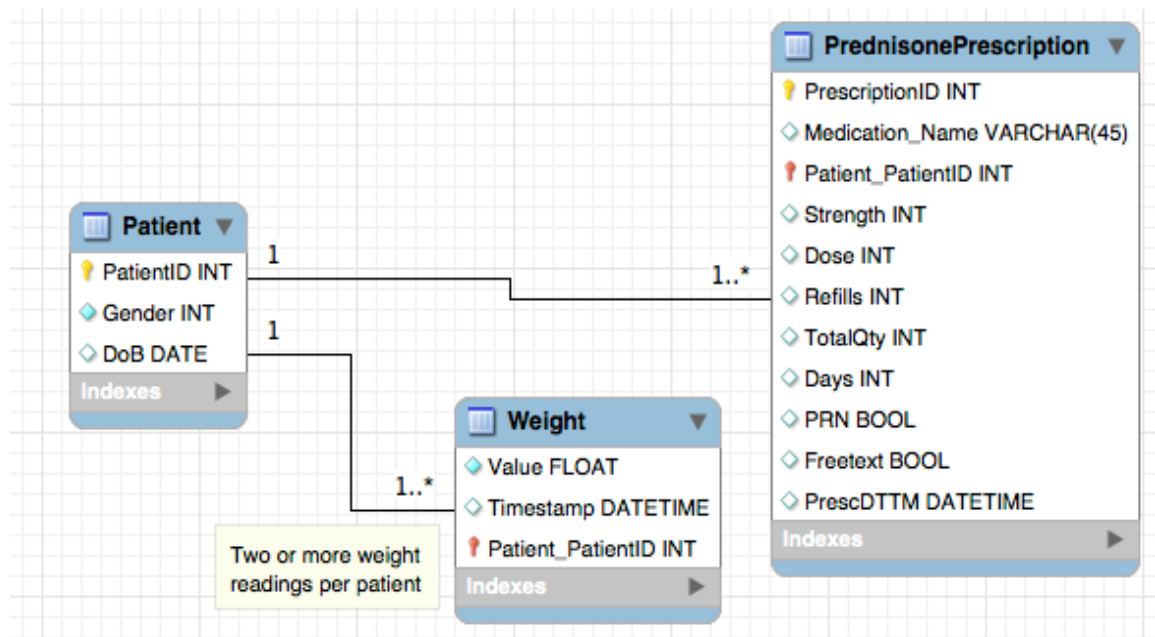 PrednisonePrescription
PrescriptionID INT
Medication_Name VARCHAR(45)
Patient_PatientID INT
Strength INT
Dose INT
Refills INT
TotalQty INT
Days INT
PRN BOOL
Freetext BOOL
PrescDTTM DATETIME
Indexes
Patient
PatientID INT
Gender INT
DoB DATE
Indexes
1
1..*
1
1..*
Weight
Value FLOAT
Timestamp DATETIME
Patient_PatientID INT
Indexes
Two or more weight
readings per patient